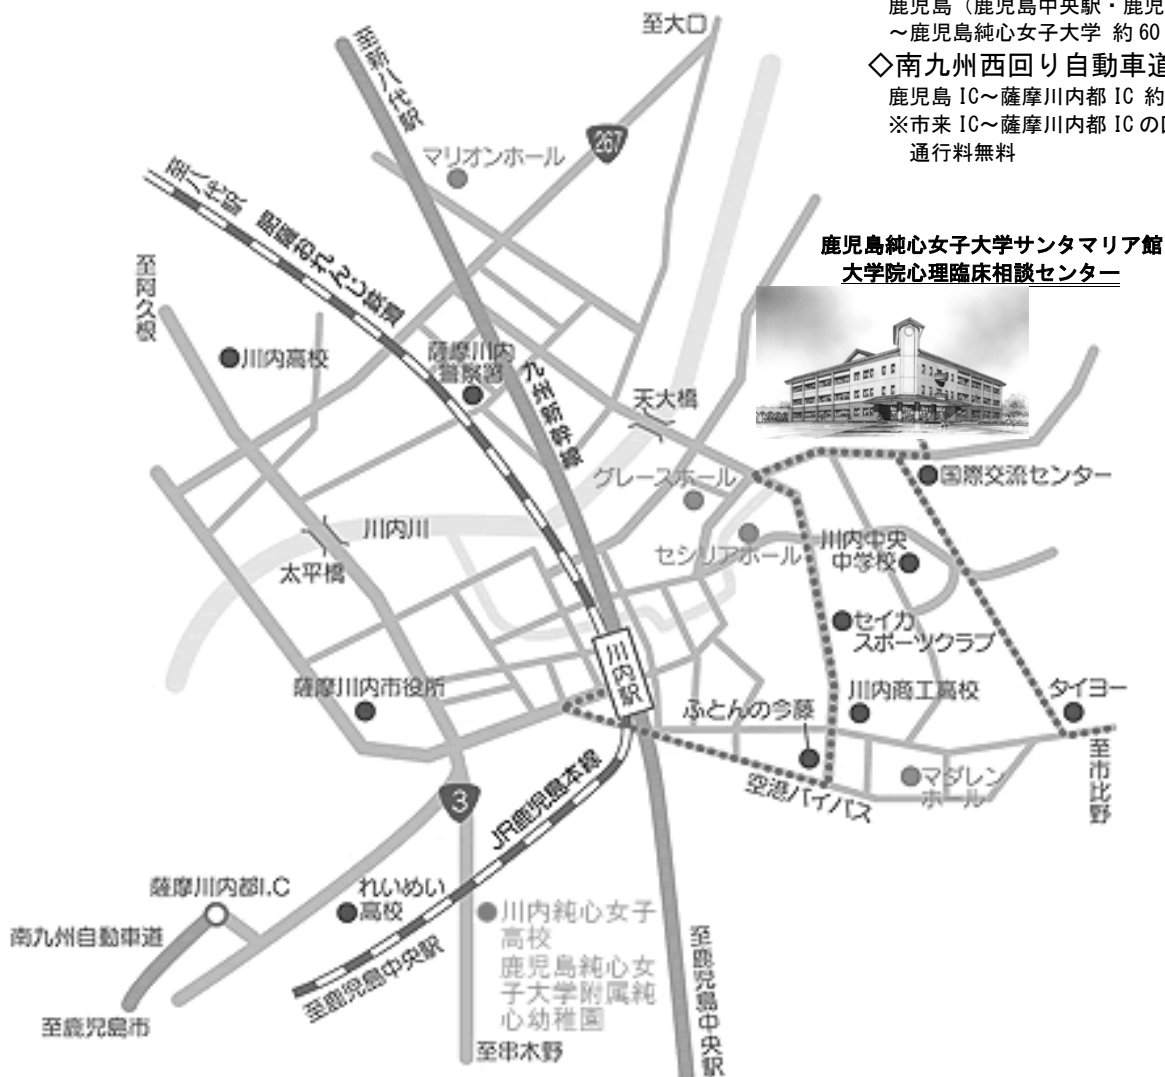 鹿児島（鹿児島中央駅・鹿児
～鹿児島純心女子大学 約 60
◇南九州西回り自動車道
鹿児島 IC～薩摩川内都 IC 約
※市来 IC～薩摩川内都 IC の
通行料無料
至大口
至新八代駅
267
マリオンホール
至八代駅
肥薩おれんじ鉄道
鹿児島純心女子大学サンタマリア館
大学院心理臨床相談センター
至阿久根
川内高校
薩摩川内
警察署
九州新幹線
天大橋
グレースホール
国際交流センター
川内川
太平橋
セシリアホール
川内中央
中学校
セイカ
スポーツクラブ
川内駅
薩摩川内市役所
ふとんの今藤
川内商工高校
タイヨー
至市比野
マダレン
ホール
空港バイパス
3
JR鹿児島本線
薩摩川内都I.C
れいめい
高校
南九州自動車道
至鹿児島市
至鹿児島中央駅
川内純心女子
高校
鹿児島純心女
子大学附属純
心幼稚園
至串木野
至鹿児島中央駅